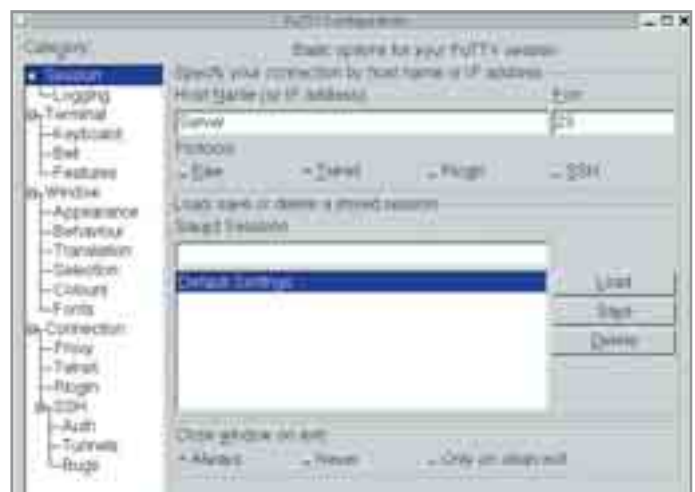 PuTTY Configuration
Category:
Session
Logging
Terminal
Keyboard
Bell
Features
Window
Appearance
Behaviour
Translation
Selection
Colours
Fonts
Connection
Proxy
Telnet
Rlogin
SSH
Auth
Tunnels
Bugs
Basic options for your PuTTY session
Specify your connection by host name or IP address
Host Name (or IP address)
Port
Server
23
Protocol
Raw
Telnet
Rlogin
SSH
Load, save or delete a stored session
Saved Sessions
Default Settings
Load
Save
Delete
Close window on exit
Always
Never
Only on clean exit